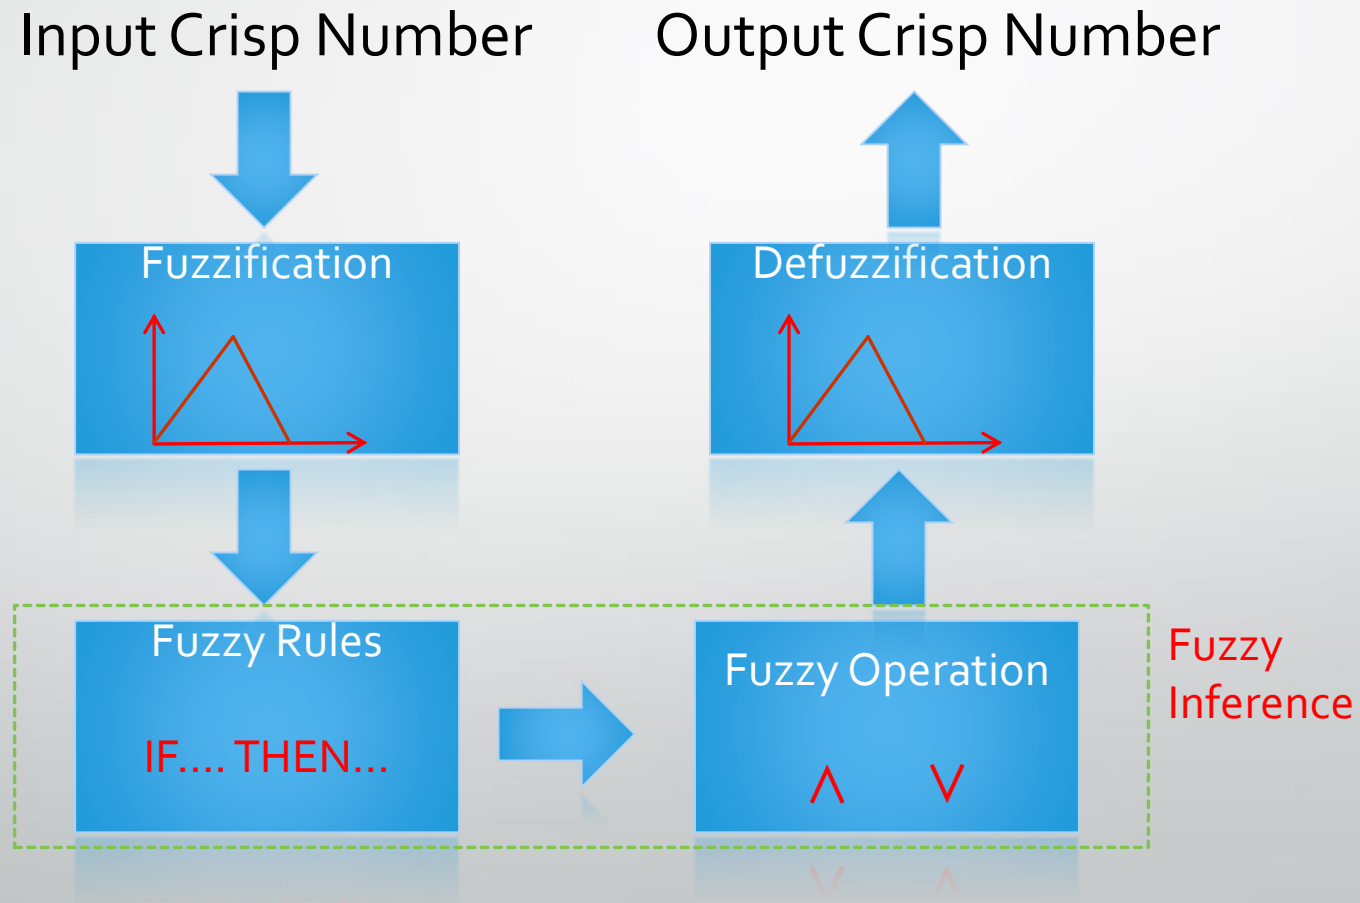 Input Crisp Number
Output Crisp Number
Fuzzification
Defuzzification
Fuzzy Rules
IF.... THEN...
Fuzzy Operation
∧ ∨
Fuzzy
Inference